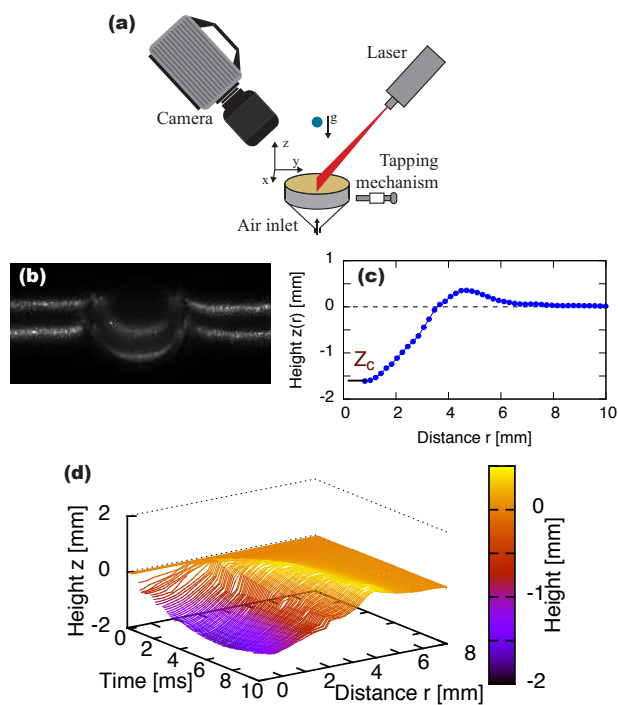 (a)
Laser
Camera
g
z
y
x
Tapping
mechanism
Air inlet
(b)
(c)
Height z(r) [mm]
1
0
-1
-2
Z_c
0 2 4 6 8 10
Distance r [mm]
(d)
Height z [mm]
2
0
-2
0 2 4 6 8 10
Time [ms]
0 2 4 6 8
Distance r [mm]
0
-1
-2
Height [mm]